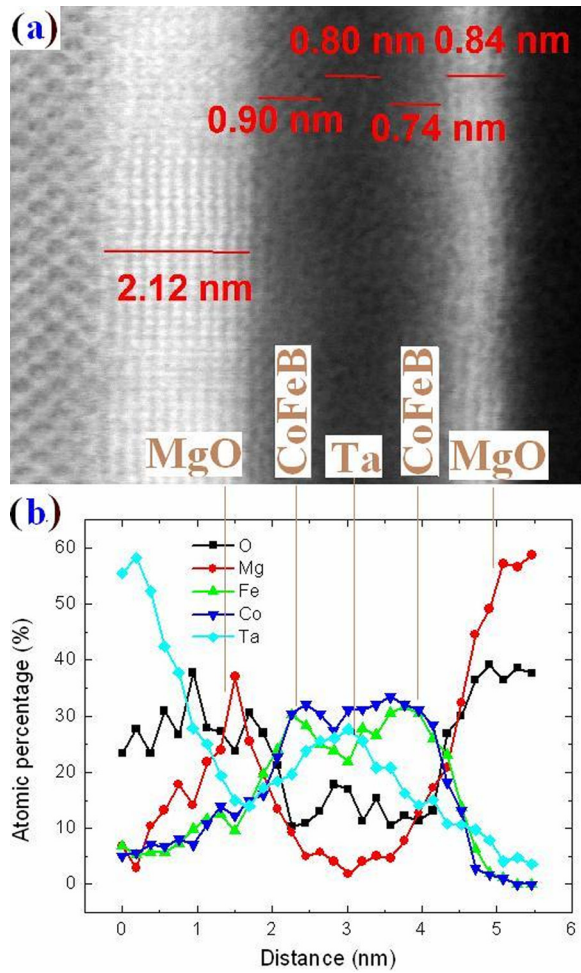 (a)
0.80 nm 0.84 nm
0.90 nm 0.74 nm
2.12 nm
MgO CoFeB Ta CoFeB MgO
(b)
60
50
40
30
20
10
0
O
Mg
Fe
Co
Ta
Atomic percentage (%)
0 1 2 3 4 5 6
Distance (nm)